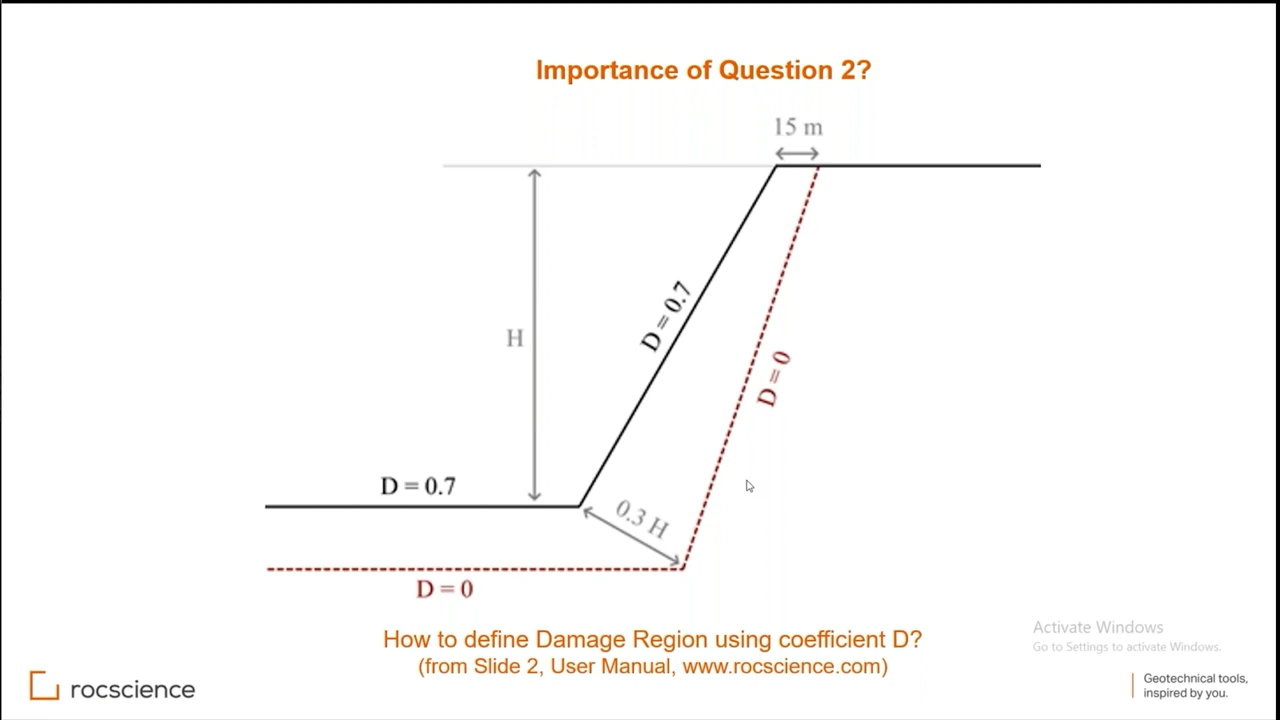 Importance of Question 2?
15 m
H
D = 0.7
D = 0
D = 0.7
0.3 H
D = 0
How to define Damage Region using coefficient D?
(from Slide 2, User Manual, www.rocscience.com)
Activate Windows
Go to Settings to activate Windows.
rocscience
Geotechnical tools,
inspired by you.